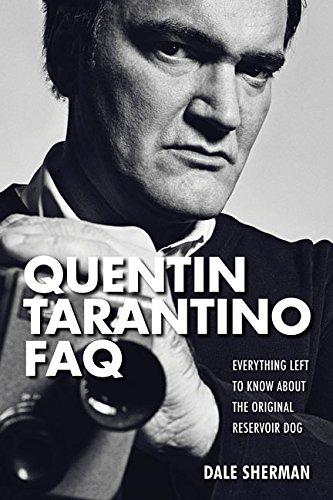 QUENTIN
TARANTINO
FAQ
EVERYTHING LEFT
TO KNOW ABOUT
THE ORIGINAL
RESERVOIR DOG
DALE SHERMAN